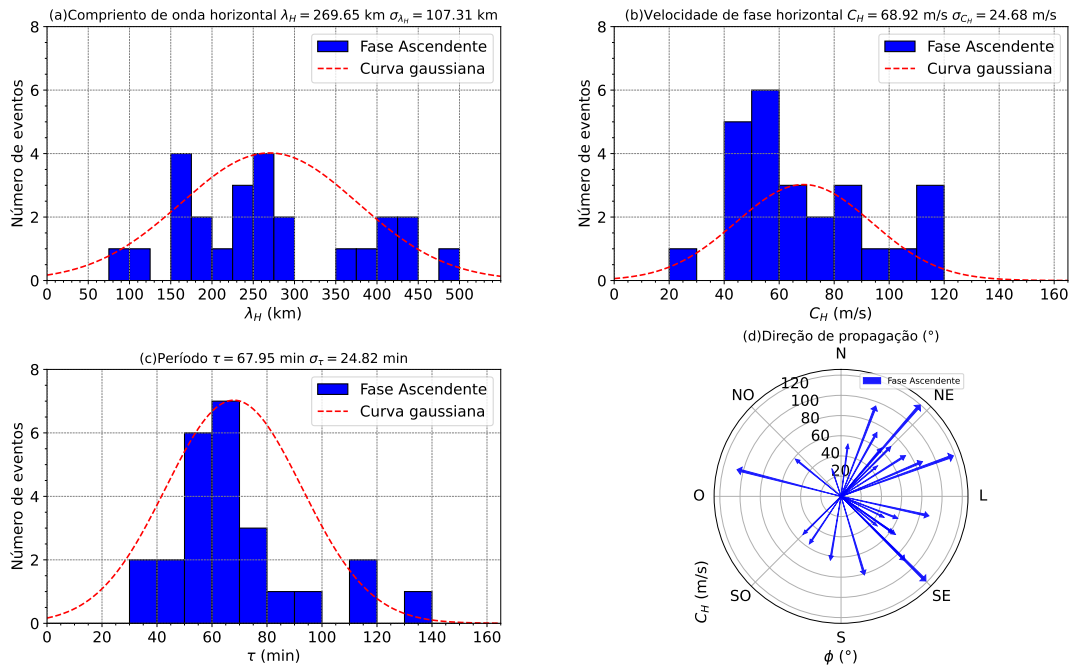 (a)Compriento de onda horizontal λ_H = 269.65 km σ_λ_H = 107.31 km
Número de eventos
8
6
4
2
0
Fase Ascendente
Curva gaussiana
0 50 100 150 200 250 300 350 400 450 500
λ_H (km)
(b)Velocidade de fase horizontal C_H = 68.92 m/s σ_C_H = 24.68 m/s
Número de eventos
8
6
4
2
0
Fase Ascendente
Curva gaussiana
0 20 40 60 80 100 120 140 160
C_H (m/s)
(c)Período τ = 67.95 min σ_τ = 24.82 min
Número de eventos
8
6
4
2
0
Fase Ascendente
Curva gaussiana
0 20 40 60 80 100 120 140 160
τ (min)
(d)Direção de propagação (°)
N
Fase Ascendente
NO
NE
120
100
80
60
40
20
O
L
SO
SE
S
C_H (m/s)
ϕ (°)